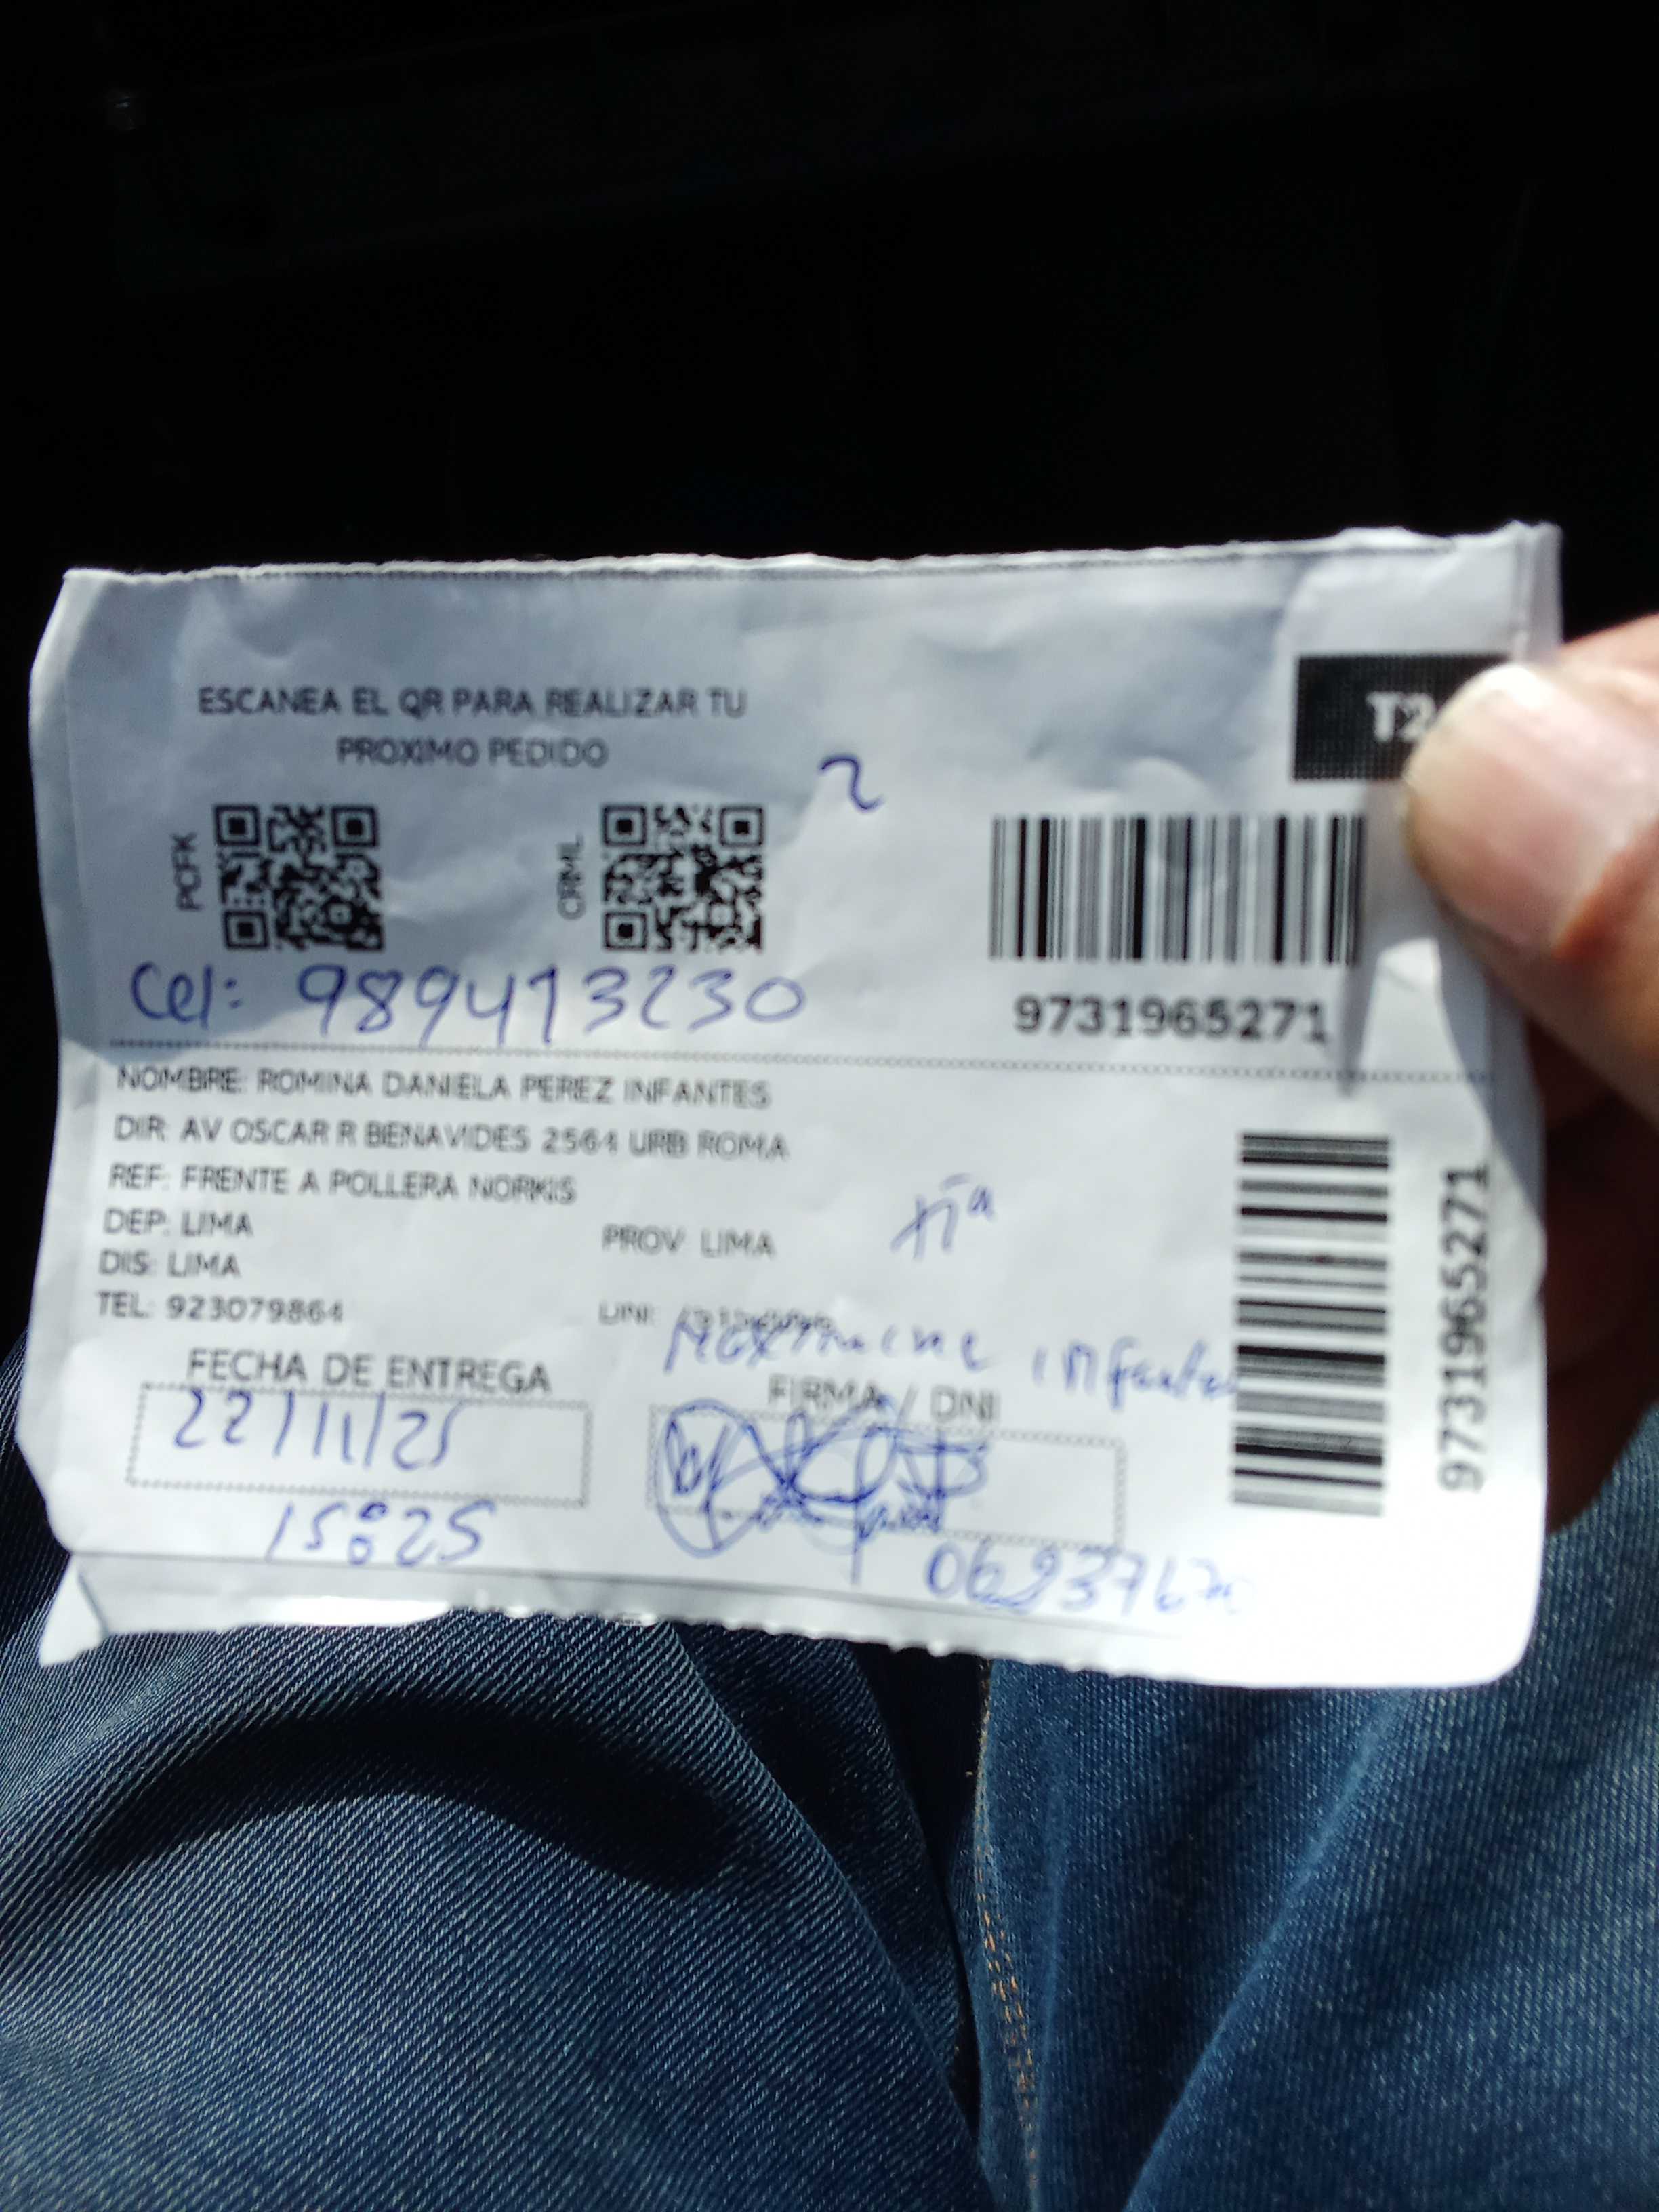 ESCANEA EL QR PARA REALIZAR TU
PROXIMO PEDIDO
2
PCFK
CRML
Cel: 989413230
9731965271
NOMBRE: ROMINA DANIELA PEREZ INFANTES
DIR: AV OSCAR R BENAVIDES 2564 URB ROMA
REF: FRENTE A POLLERA NORKIS
DEP: LIMA
PROV: LIMA
tía
DIS: LIMA
TEL: 923079864
DNI:
9731965271
FECHA DE ENTREGA
FIRMA / DNI
22/11/25
15:25